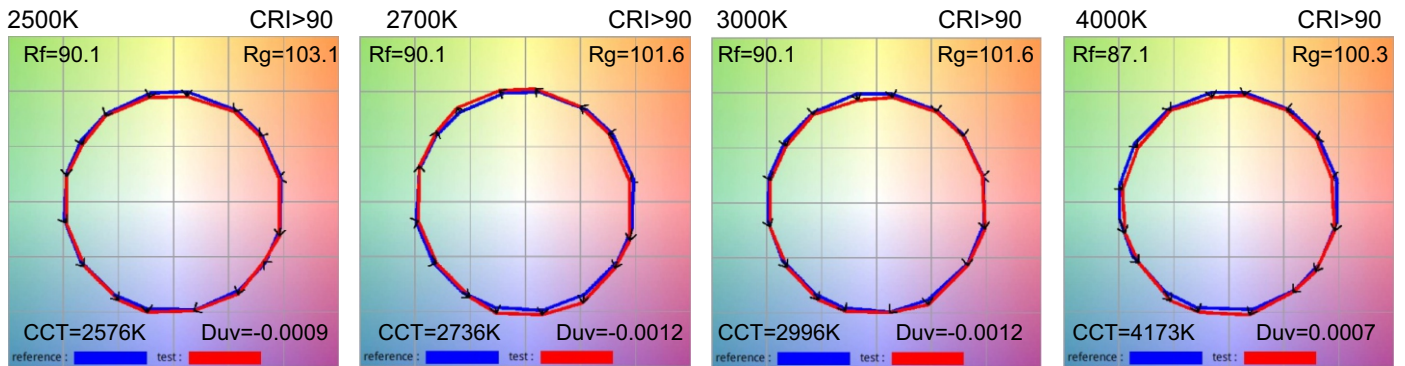 2500K CRI>90
Rf=90.1 Rg=103.1
CCT=2576K Duv=-0.0009
reference : test :
2700K CRI>90
Rf=90.1 Rg=101.6
CCT=2736K Duv=-0.0012
reference : test :
3000K CRI>90
Rf=90.1 Rg=101.6
CCT=2996K Duv=-0.0012
reference : test :
4000K CRI>90
Rf=87.1 Rg=100.3
CCT=4173K Duv=0.0007
reference : test :